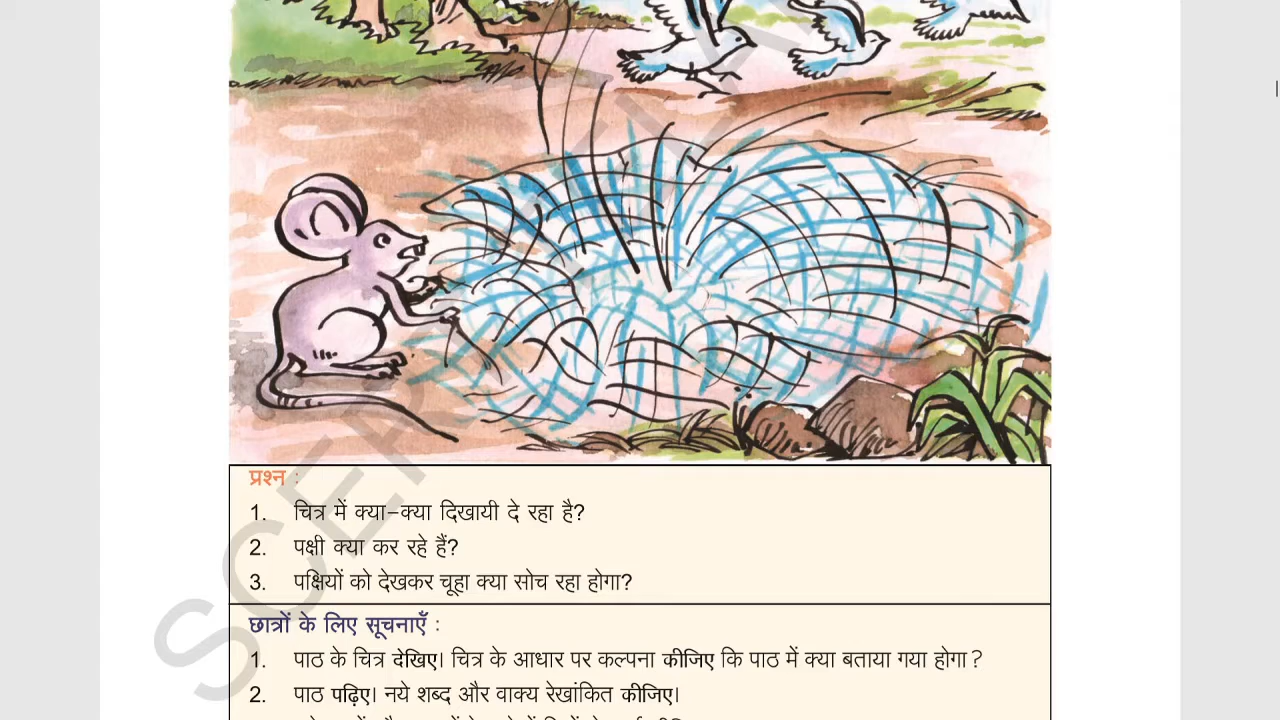 प्रश्न :
1. चित्र में क्या-क्या दिखायी दे रहा है?
2. पक्षी क्या कर रहे हैं?
3. पक्षियों को देखकर चूहा क्या सोच रहा होगा?
छात्रों के लिए सूचनाएँ :
1. पाठ के चित्र देखिए। चित्र के आधार पर कल्पना कीजिए कि पाठ में क्या बताया गया होगा?
2. पाठ पढ़िए। नये शब्द और वाक्य रेखांकित कीजिए।